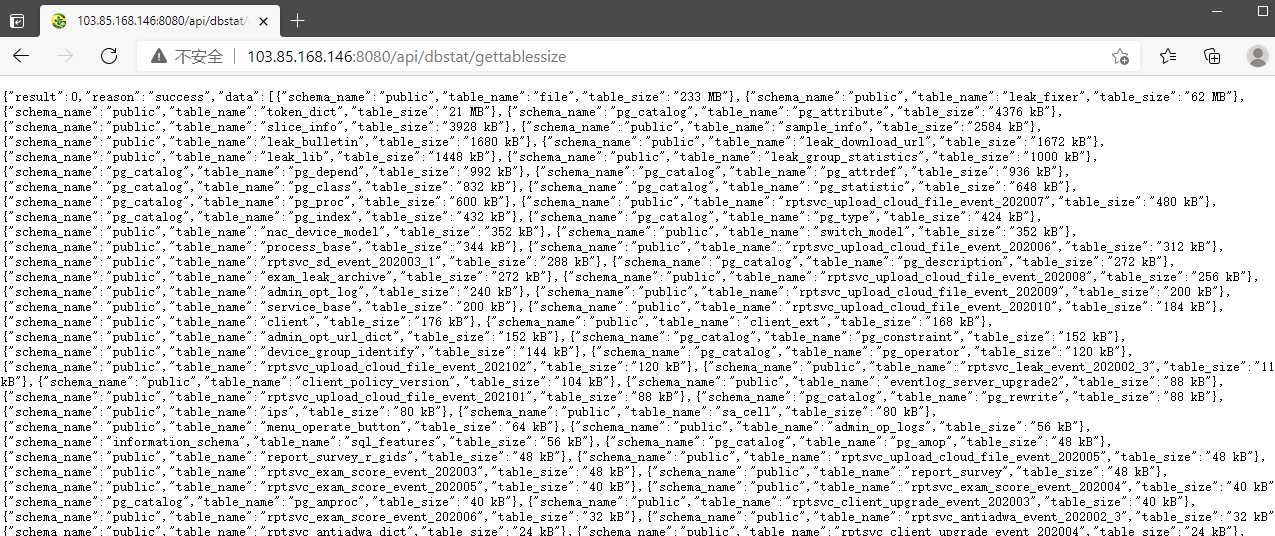 103.85.168.146:8080/api/dbstat/
不安全
103.85.168.146:8080/api/dbstat/gettablessize
{"result":0,"reason":"success","data":[{"schema_name":"public","table_name":"file","table_size":"233 MB"},{"schema_name":"public","table_name":"leak_fixer","table_size":"62 MB"},
{"schema_name":"public","table_name":"token_dict","table_size":"21 MB"},{"schema_name":"pg_catalog","table_name":"pg_attribute","table_size":"4376 kB"},
{"schema_name":"public","table_name":"slice_info","table_size":"3928 kB"},{"schema_name":"public","table_name":"sample_info","table_size":"2584 kB"},
{"schema_name":"public","table_name":"leak_bulletin","table_size":"1680 kB"},{"schema_name":"public","table_name":"leak_download_url","table_size":"1672 kB"},
{"schema_name":"public","table_name":"leak_lib","table_size":"1448 kB"},{"schema_name":"public","table_name":"leak_group_statistics","table_size":"1000 kB"},
{"schema_name":"pg_catalog","table_name":"pg_depend","table_size":"992 kB"},{"schema_name":"pg_catalog","table_name":"pg_attrdef","table_size":"936 kB"},
{"schema_name":"pg_catalog","table_name":"pg_class","table_size":"832 kB"},{"schema_name":"pg_catalog","table_name":"pg_statistic","table_size":"648 kB"},
{"schema_name":"pg_catalog","table_name":"pg_proc","table_size":"600 kB"},{"schema_name":"public","table_name":"rptsvc_upload_cloud_file_event_202007","table_size":"480 kB"},
{"schema_name":"pg_catalog","table_name":"pg_index","table_size":"432 kB"},{"schema_name":"pg_catalog","table_name":"pg_type","table_size":"424 kB"},
{"schema_name":"public","table_name":"nac_device_model","table_size":"352 kB"},{"schema_name":"public","table_name":"switch_model","table_size":"352 kB"},
{"schema_name":"public","table_name":"process_base","table_size":"344 kB"},{"schema_name":"public","table_name":"rptsvc_upload_cloud_file_event_202006","table_size":"312 kB"},
{"schema_name":"public","table_name":"rptsvc_sd_event_202003_1","table_size":"288 kB"},{"schema_name":"pg_catalog","table_name":"pg_description","table_size":"272 kB"},
{"schema_name":"public","table_name":"exam_leak_archive","table_size":"272 kB"},{"schema_name":"public","table_name":"rptsvc_upload_cloud_file_event_202008","table_size":"256 kB"},
{"schema_name":"public","table_name":"admin_opt_log","table_size":"240 kB"},{"schema_name":"public","table_name":"rptsvc_upload_cloud_file_event_202009","table_size":"200 kB"},
{"schema_name":"public","table_name":"service_base","table_size":"200 kB"},{"schema_name":"public","table_name":"rptsvc_upload_cloud_file_event_202010","table_size":"184 kB"},
{"schema_name":"public","table_name":"client","table_size":"176 kB"},{"schema_name":"public","table_name":"client_ext","table_size":"168 kB"},
{"schema_name":"public","table_name":"admin_opt_url_dict","table_size":"152 kB"},{"schema_name":"pg_catalog","table_name":"pg_constraint","table_size":"152 kB"},
{"schema_name":"public","table_name":"device_group_identify","table_size":"144 kB"},{"schema_name":"pg_catalog","table_name":"pg_operator","table_size":"120 kB"},
{"schema_name":"public","table_name":"rptsvc_upload_cloud_file_event_202102","table_size":"120 kB"},{"schema_name":"public","table_name":"rptsvc_leak_event_202002_3","table_size":"11
kB"},{"schema_name":"public","table_name":"client_policy_version","table_size":"104 kB"},{"schema_name":"public","table_name":"eventlog_server_upgrade2","table_size":"88 kB"},
{"schema_name":"public","table_name":"rptsvc_upload_cloud_file_event_202101","table_size":"88 kB"},{"schema_name":"pg_catalog","table_name":"pg_rewrite","table_size":"88 kB"},
{"schema_name":"public","table_name":"ips","table_size":"80 kB"},{"schema_name":"public","table_name":"sa_cell","table_size":"80 kB"},
{"schema_name":"public","table_name":"menu_operate_button","table_size":"64 kB"},{"schema_name":"public","table_name":"admin_op_logs","table_size":"56 kB"},
{"schema_name":"information_schema","table_name":"sql_features","table_size":"56 kB"},{"schema_name":"pg_catalog","table_name":"pg_amop","table_size":"48 kB"},
{"schema_name":"public","table_name":"report_survey_r_gids","table_size":"48 kB"},{"schema_name":"public","table_name":"rptsvc_upload_cloud_file_event_202005","table_size":"48 kB"},
{"schema_name":"public","table_name":"rptsvc_exam_score_event_202003","table_size":"48 kB"},{"schema_name":"public","table_name":"report_survey","table_size":"48 kB"},
{"schema_name":"public","table_name":"rptsvc_exam_score_event_202005","table_size":"40 kB"},{"schema_name":"public","table_name":"rptsvc_exam_score_event_202004","table_size":"40 kB"
{"schema_name":"pg_catalog","table_name":"pg_amproc","table_size":"40 kB"},{"schema_name":"public","table_name":"rptsvc_client_upgrade_event_202003","table_size":"40 kB"},
{"schema_name":"public","table_name":"rptsvc_exam_score_event_202006","table_size":"32 kB"},{"schema_name":"public","table_name":"rptsvc_antiadwa_event_202002_3","table_size":"32 kB"
{"schema_name":"public","table_name":"rptsvc_antiadwa_dict","table_size":"24 kB"},{"schema_name":"public","table_name":"rptsvc_client_upgrade_event_202004","table_size":"24 kB"},